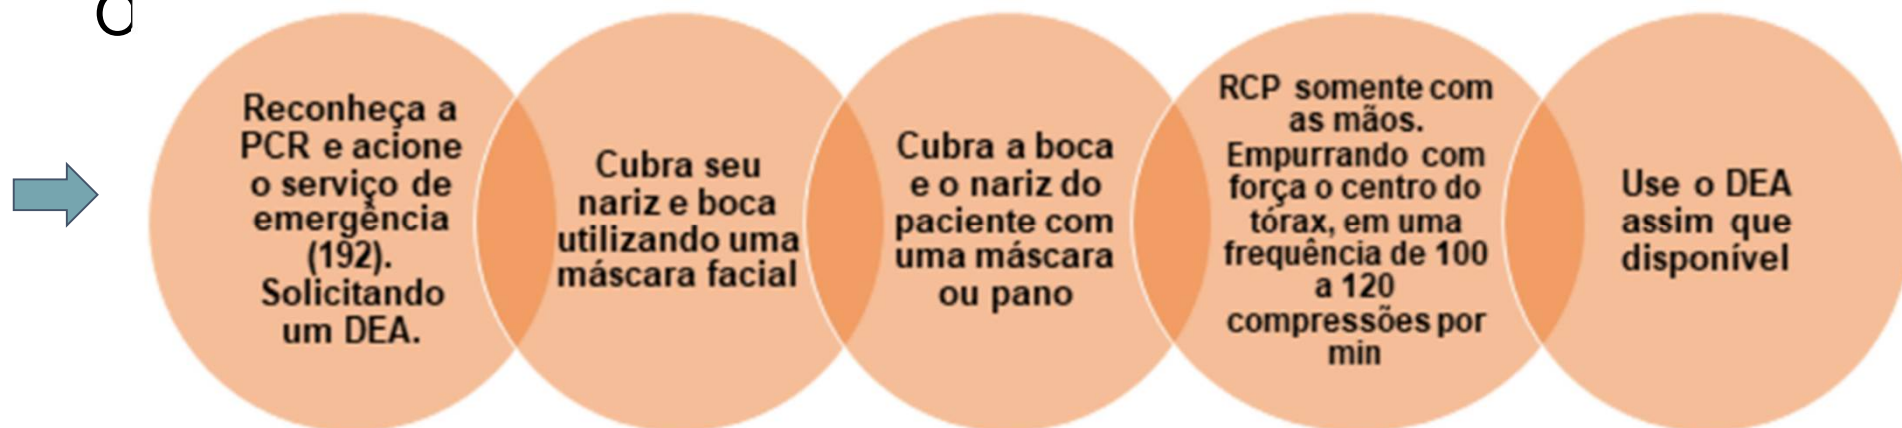 Reconheça a
PCR e acione
o serviço de
emergência
(192).
Solicitando
um DEA.
Cubra seu
nariz e boca
utilizando uma
máscara facial
Cubra a boca
e o nariz do
paciente com
uma máscara
ou pano
RCP somente com
as mãos.
Empurrando com
força o centro do
tórax, em uma
frequência de 100
a 120
compressões por
min
Use o DEA
assim que
disponível